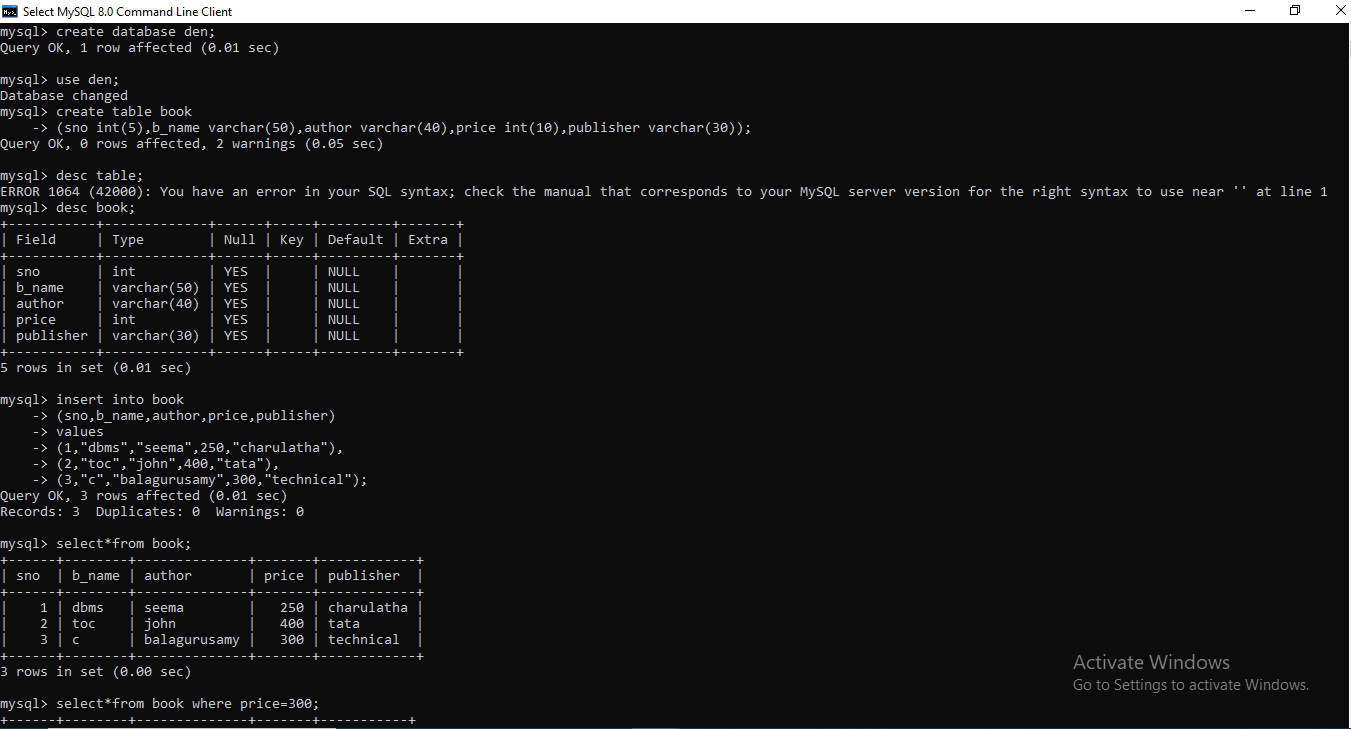 Select MySQL 8.0 Command Line Client
mysql> create database den;
Query OK, 1 row affected (0.01 sec)

mysql> use den;
Database changed
mysql> create table book
    -> (sno int(5),b_name varchar(50),author varchar(40),price int(10),publisher varchar(30));
Query OK, 0 rows affected, 2 warnings (0.05 sec)

mysql> desc table;
ERROR 1064 (42000): You have an error in your SQL syntax; check the manual that corresponds to your MySQL server version for the right syntax to use near '' at line 1
mysql> desc book;
+-----------+-------------+------+-----+---------+-------+
| Field     | Type        | Null | Key | Default | Extra |
+-----------+-------------+------+-----+---------+-------+
| sno       | int         | YES  |     | NULL    |       |
| b_name    | varchar(50) | YES  |     | NULL    |       |
| author    | varchar(40) | YES  |     | NULL    |       |
| price     | int         | YES  |     | NULL    |       |
| publisher | varchar(30) | YES  |     | NULL    |       |
+-----------+-------------+------+-----+---------+-------+
5 rows in set (0.01 sec)

mysql> insert into book
    -> (sno,b_name,author,price,publisher)
    -> values
    -> (1,"dbms","seema",250,"charulatha"),
    -> (2,"toc","john",400,"tata"),
    -> (3,"c","balagurusamy",300,"technical");
Query OK, 3 rows affected (0.01 sec)
Records: 3  Duplicates: 0  Warnings: 0

mysql> select*from book;
+------+--------+--------------+-------+------------+
| sno  | b_name | author       | price | publisher  |
+------+--------+--------------+-------+------------+
|    1 | dbms   | seema        |   250 | charulatha |
|    2 | toc    | john         |   400 | tata       |
|    3 | c      | balagurusamy |   300 | technical  |
+------+--------+--------------+-------+------------+
3 rows in set (0.00 sec)

mysql> select*from book where price=300;
+------+--------+--------------+-------+-----------+
Activate Windows
Go to Settings to activate Windows.